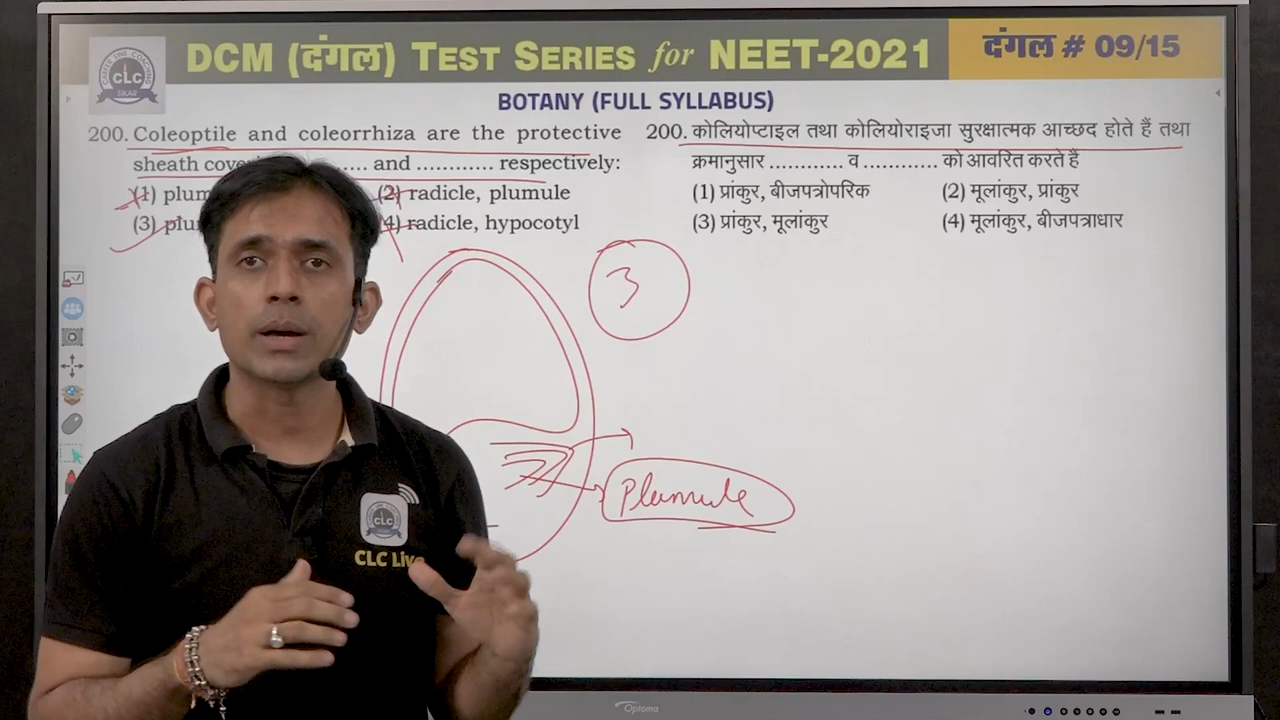 DCM (दंगल) TEST SERIES for NEET-2021
दंगल # 09/15
CLC
SIKAR
BOTANY (FULL SYLLABUS)
200. Coleoptile and coleorrhiza are the protective
sheath cove ... and ............ respectively:
(1) plum (2) radicle, plumule
(3) plu (4) radicle, hypocotyl
200. कोलियोप्टाइल तथा कोलियोराइजा सुरक्षात्मक आच्छद होते हैं तथा
क्रमानुसार ............ व ............ को आवरित करते है
(1) प्रांकुर, बीजपत्रोपरिक (2) मूलांकुर, प्रांकुर
(3) प्रांकुर, मूलांकुर (4) मूलांकुर, बीजपत्राधार
3
Plumule
CLC
CLC Live
Optoma